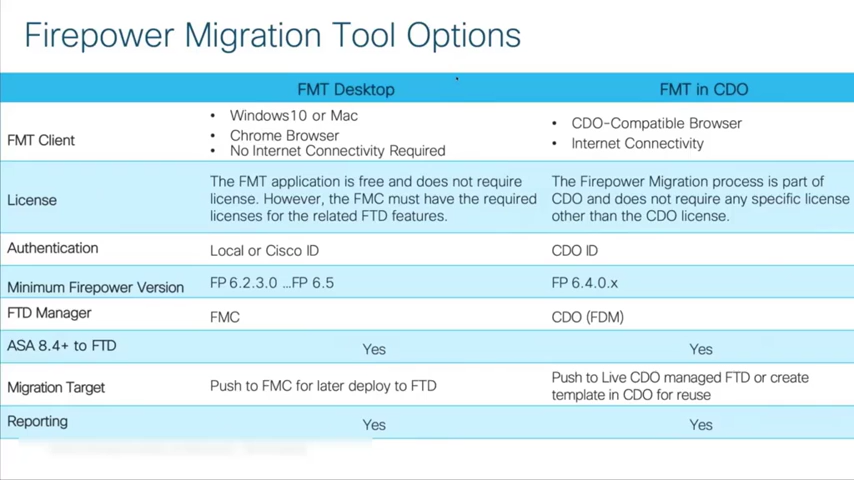 Firepower Migration Tool Options
FMT Desktop
FMT in CDO
FMT Client
• Windows10 or Mac
• Chrome Browser
• No Internet Connectivity Required
• CDO-Compatible Browser
• Internet Connectivity
License
The FMT application is free and does not require
license. However, the FMC must have the required
licenses for the related FTD features.
The Firepower Migration process is part of
CDO and does not require any specific license
other than the CDO license.
Authentication
Local or Cisco ID
CDO ID
Minimum Firepower Version
FP 6.2.3.0 ...FP 6.5
FP 6.4.0.x
FTD Manager
FMC
CDO (FDM)
ASA 8.4+ to FTD
Yes
Yes
Migration Target
Push to FMC for later deploy to FTD
Push to Live CDO managed FTD or create
template in CDO for reuse
Reporting
Yes
Yes